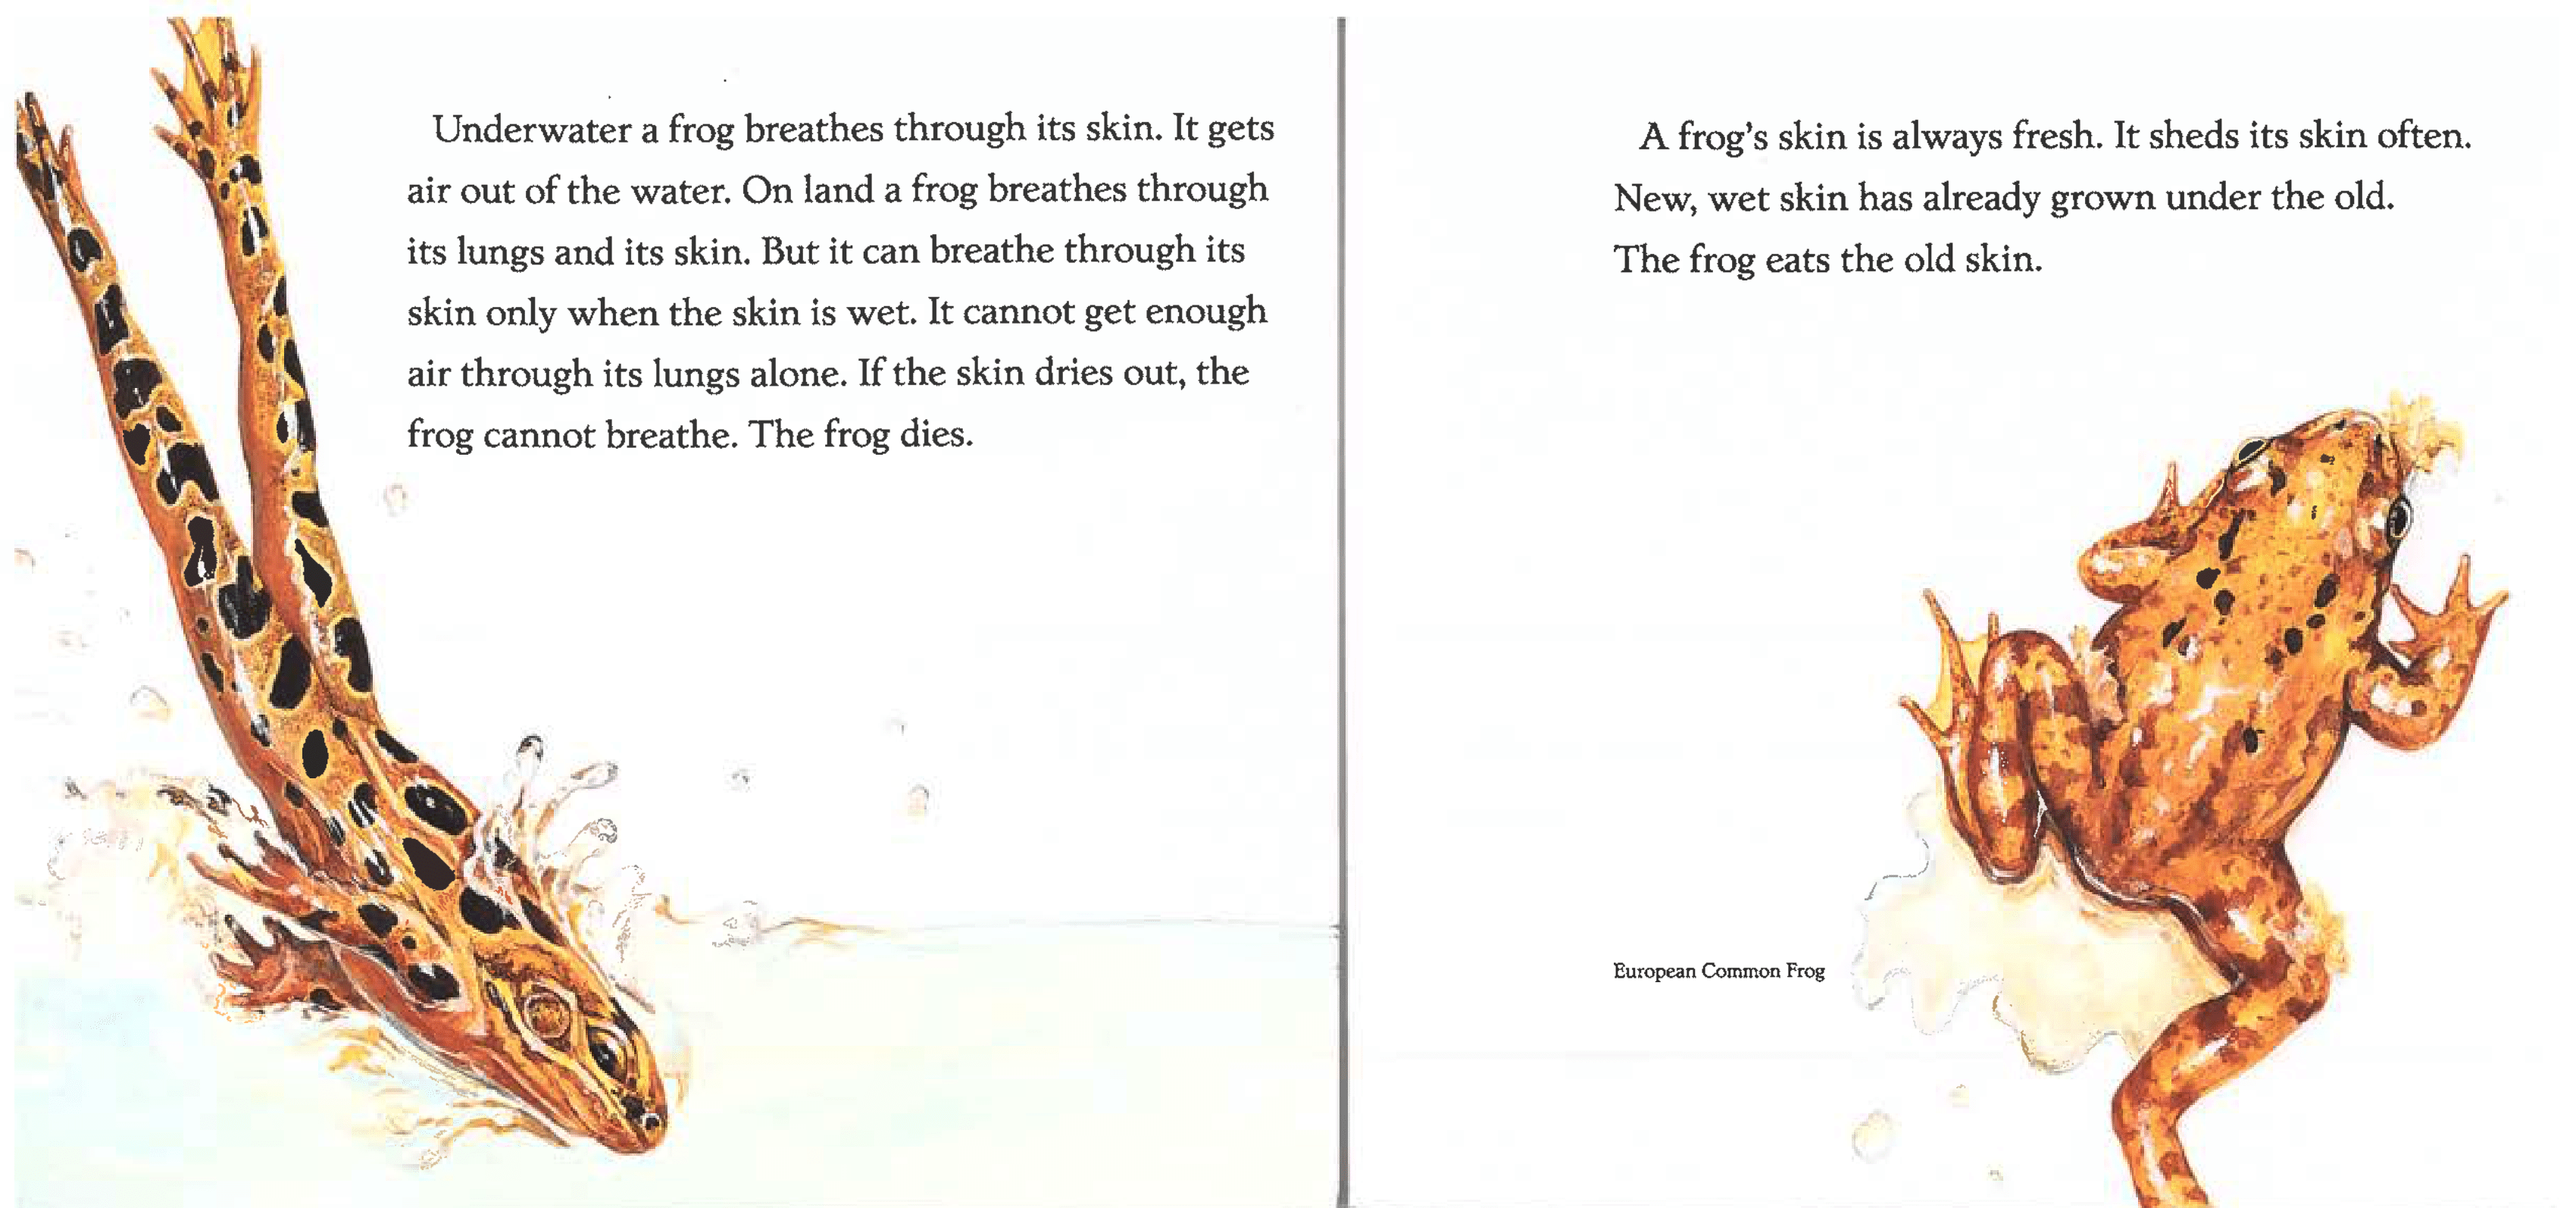 Underwater a frog breathes through its skin. It gets
air out of the water. On land a frog breathes through
its lungs and its skin. But it can breathe through its
skin only when the skin is wet. It cannot get enough
air through its lungs alone. If the skin dries out, the
frog cannot breathe. The frog dies.
A frog's skin is always fresh. It sheds its skin often.
New, wet skin has already grown under the old.
The frog eats the old skin.
European Common Frog